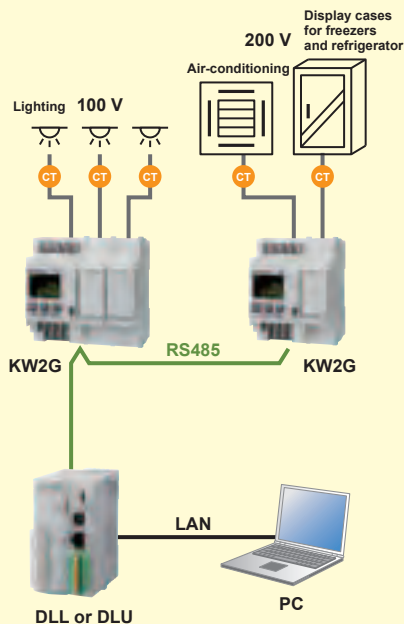 Display cases
for freezers
and refrigerator
200 V
Air-conditioning
Lighting 100 V
CT CT CT CT CT
RS485
KW2G KW2G
LAN
DLL or DLU
PC